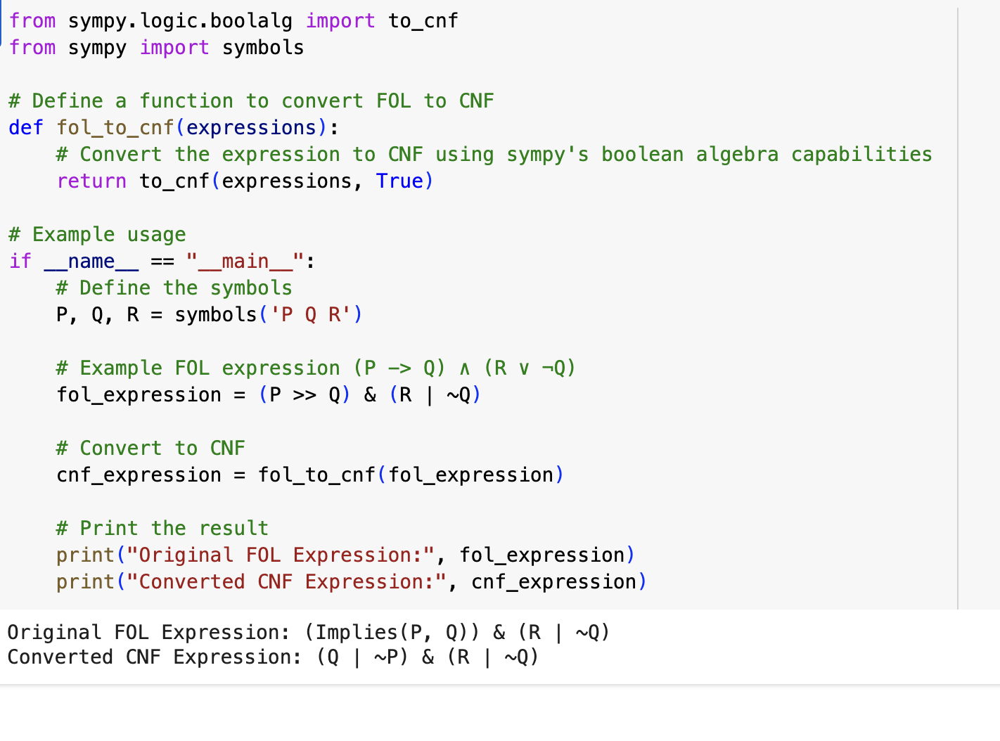 from sympy.logic.boolalg import to_cnf
from sympy import symbols
# Define a function to convert FOL to CNF
def fol_to_cnf(expressions):
    # Convert the expression to CNF using sympy's boolean algebra capabilities
    return to_cnf(expressions, True)
# Example usage
if __name__ == "__main__":
    # Define the symbols
    P, Q, R = symbols('P Q R')
    # Example FOL expression (P -> Q) ∧ (R ∨ ¬Q)
    fol_expression = (P >> Q) & (R | ~Q)
    # Convert to CNF
    cnf_expression = fol_to_cnf(fol_expression)
    # Print the result
    print("Original FOL Expression:", fol_expression)
    print("Converted CNF Expression:", cnf_expression)
Original FOL Expression: (Implies(P, Q)) & (R | ~Q)
Converted CNF Expression: (Q | ~P) & (R | ~Q)